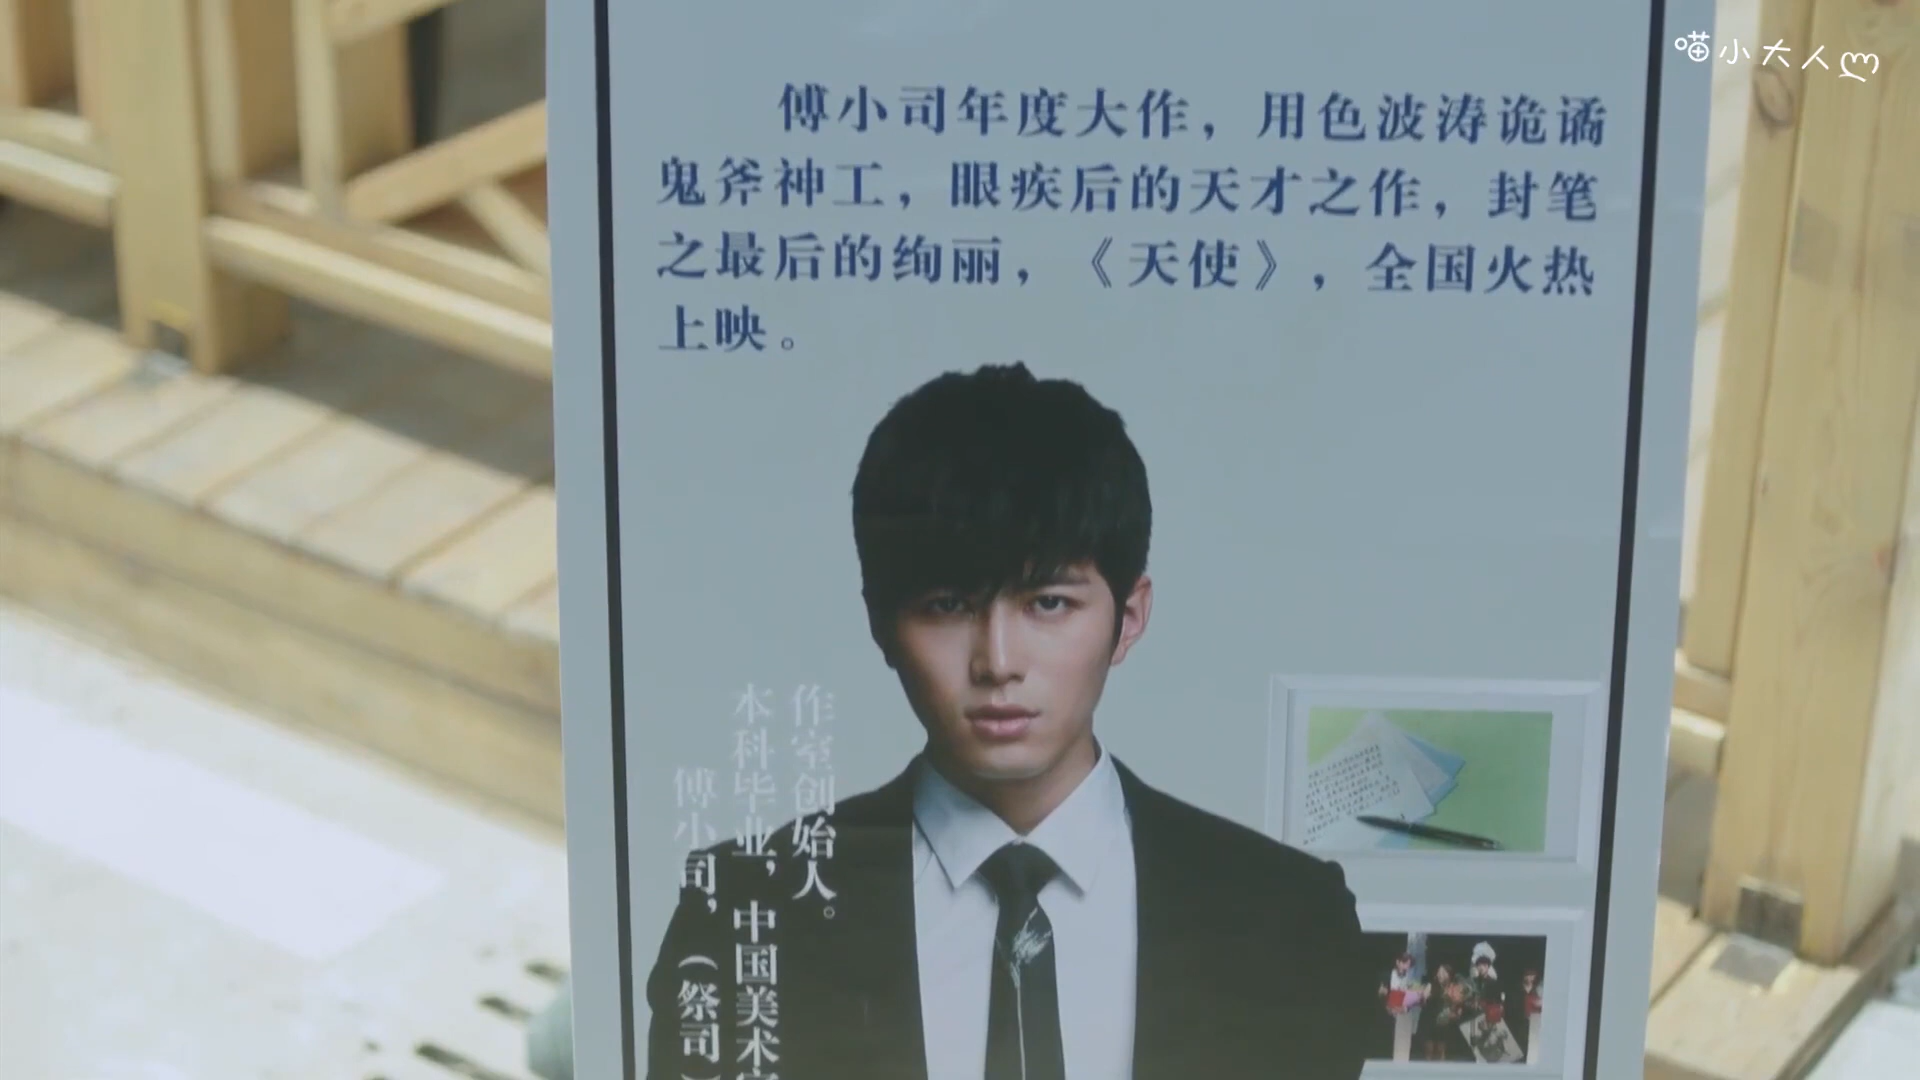 喵小大人
傅小司年度大作，用色波涛诡谲
鬼斧神工，眼疾后的天才之作，封笔
之最后的绚丽，《天使》，全国火热
上映。
傅小司，（祭司）
本科毕业，中国美术
作室创始人。